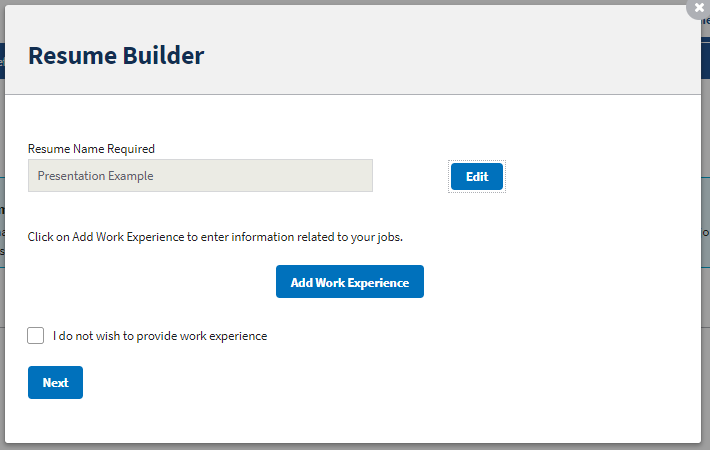 Resume Builder
Resume Name Required
Presentation Example
Edit
Click on Add Work Experience to enter information related to your jobs.
Add Work Experience
I do not wish to provide work experience
Next